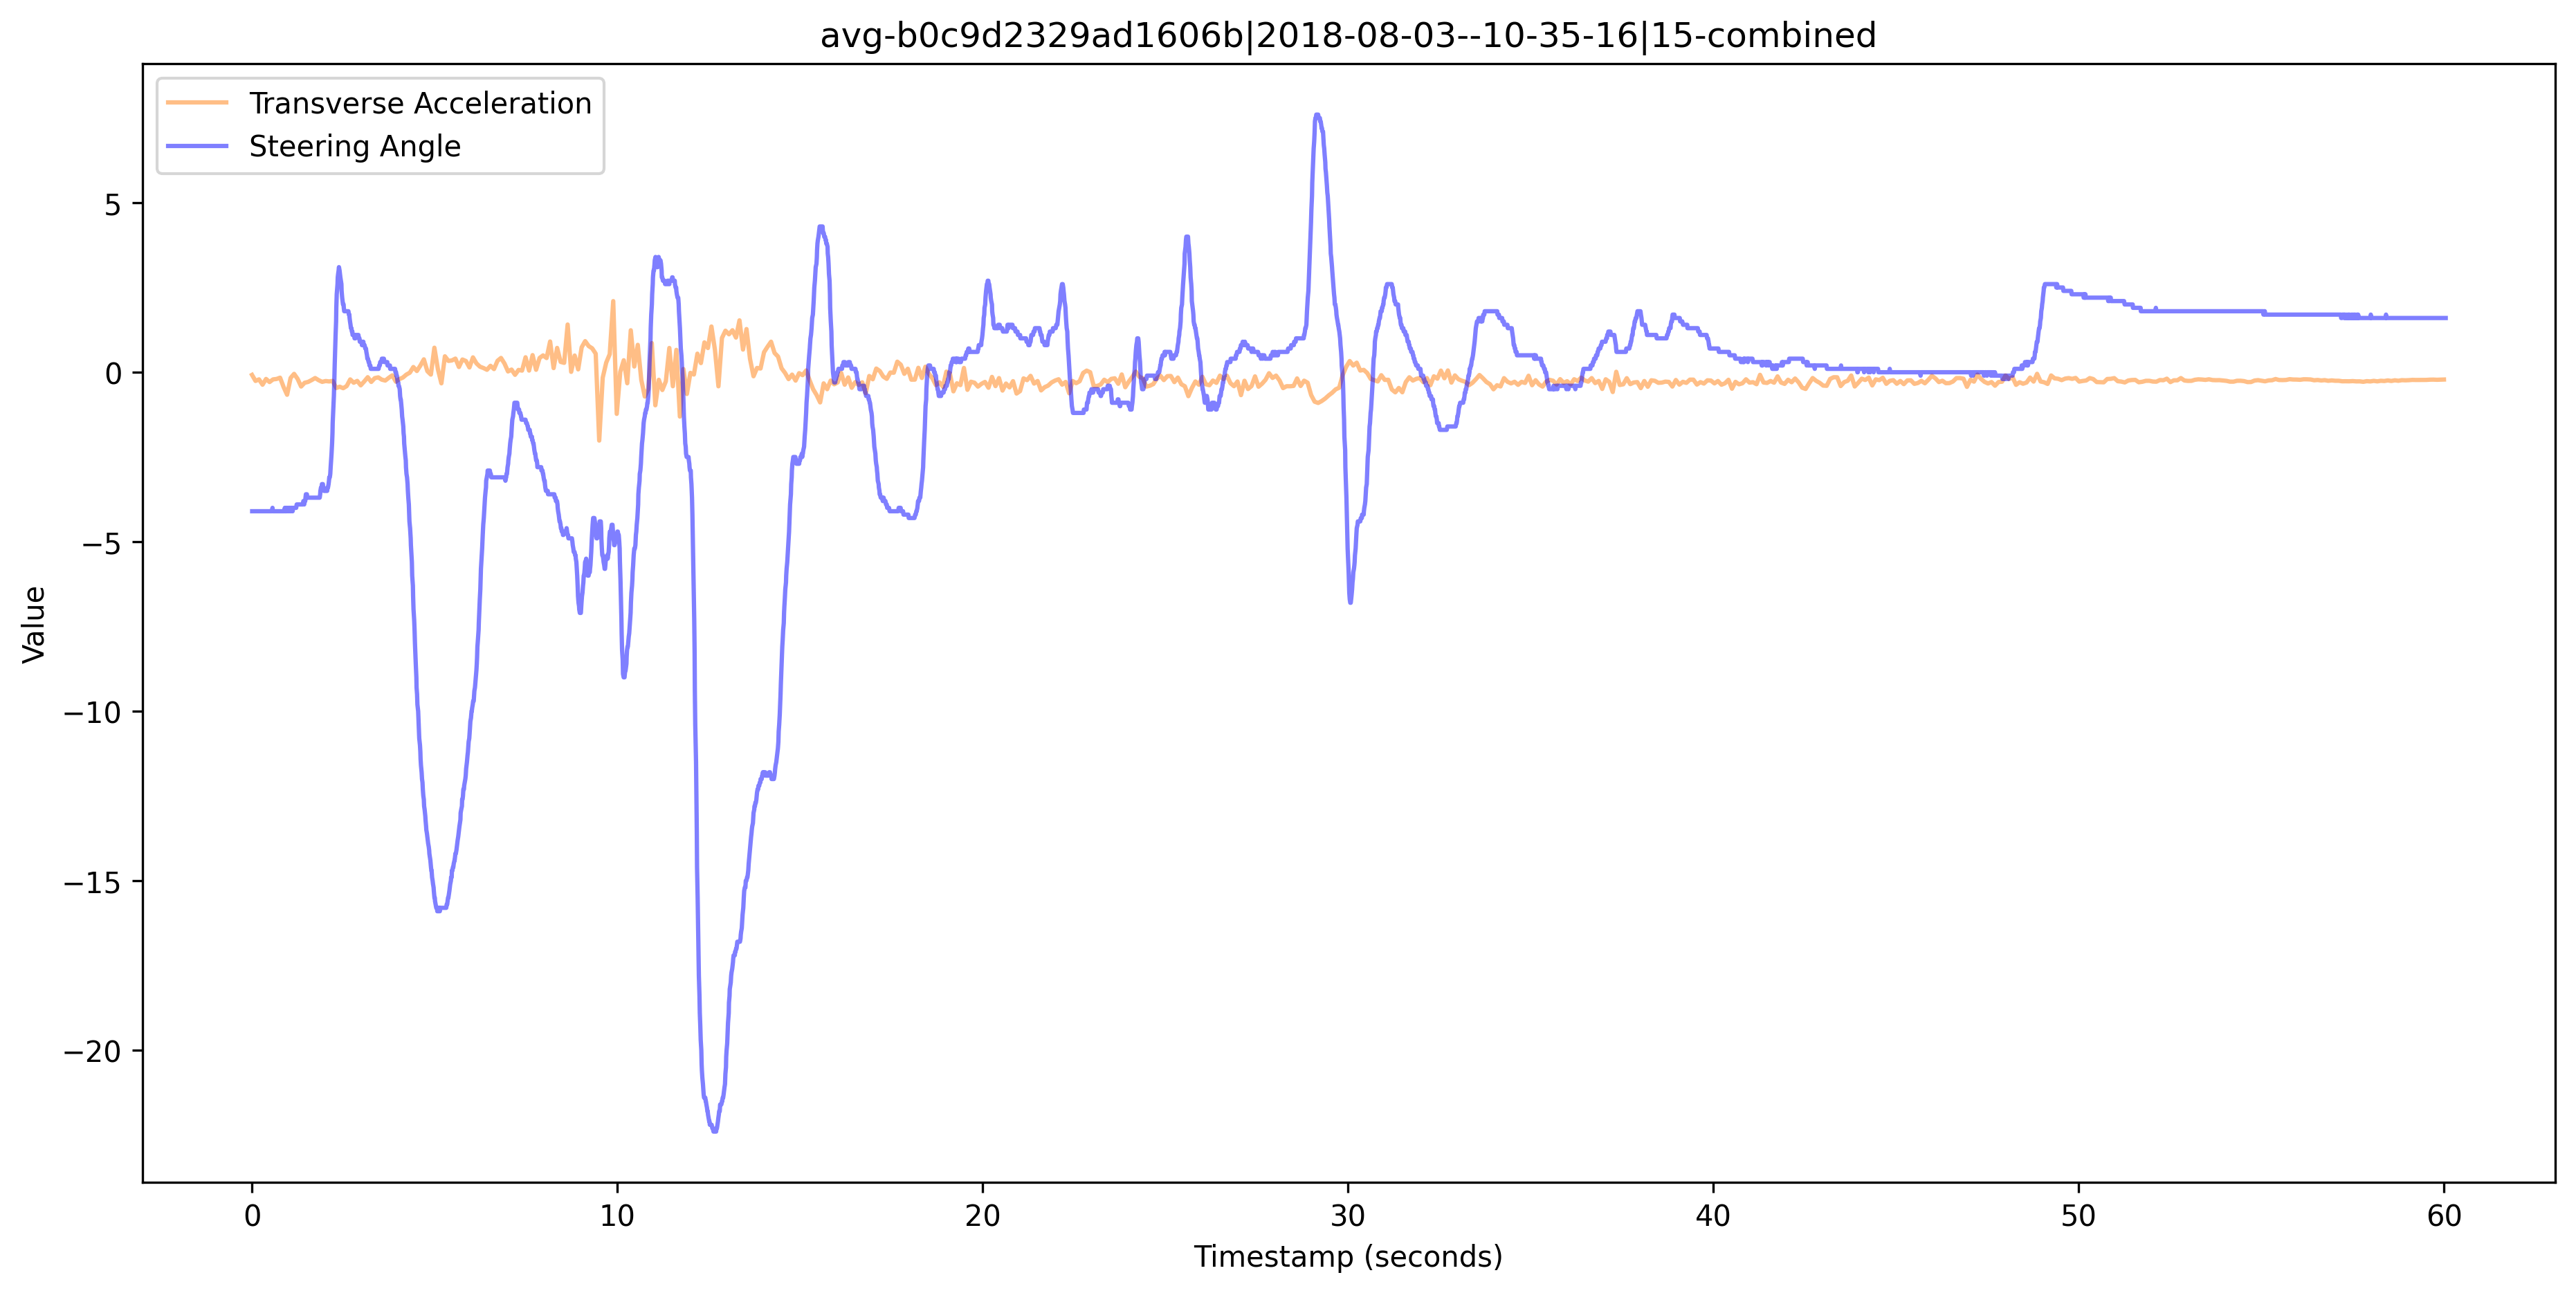 avg-b0c9d2329ad1606b|2018-08-03--10-35-16|15-combined
Transverse Acceleration
Steering Angle
5
0
−5
−10
−15
−20
Value
0 10 20 30 40 50 60
Timestamp (seconds)